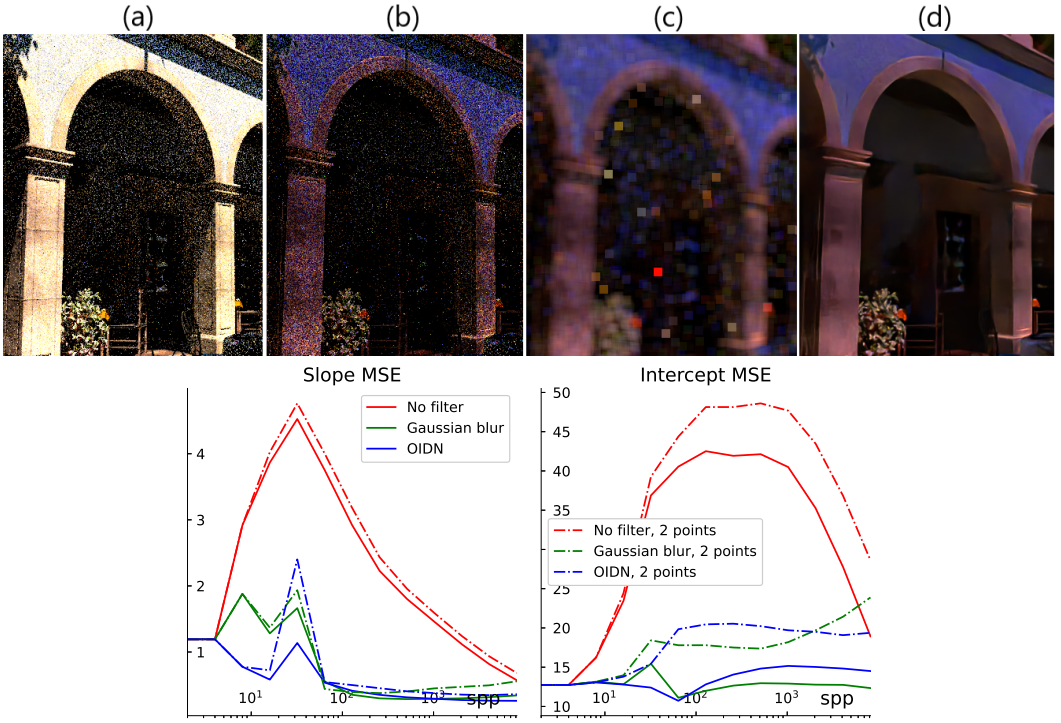 (a) (b) (c) (d)
Slope MSE
No filter
Gaussian blur
OIDN
4
3
2
1
10¹ 10² 10³ spp
Intercept MSE
50
45
40
35
30
25
20
15
10
No filter, 2 points
Gaussian blur, 2 points
OIDN, 2 points
10¹ 10² 10³ spp